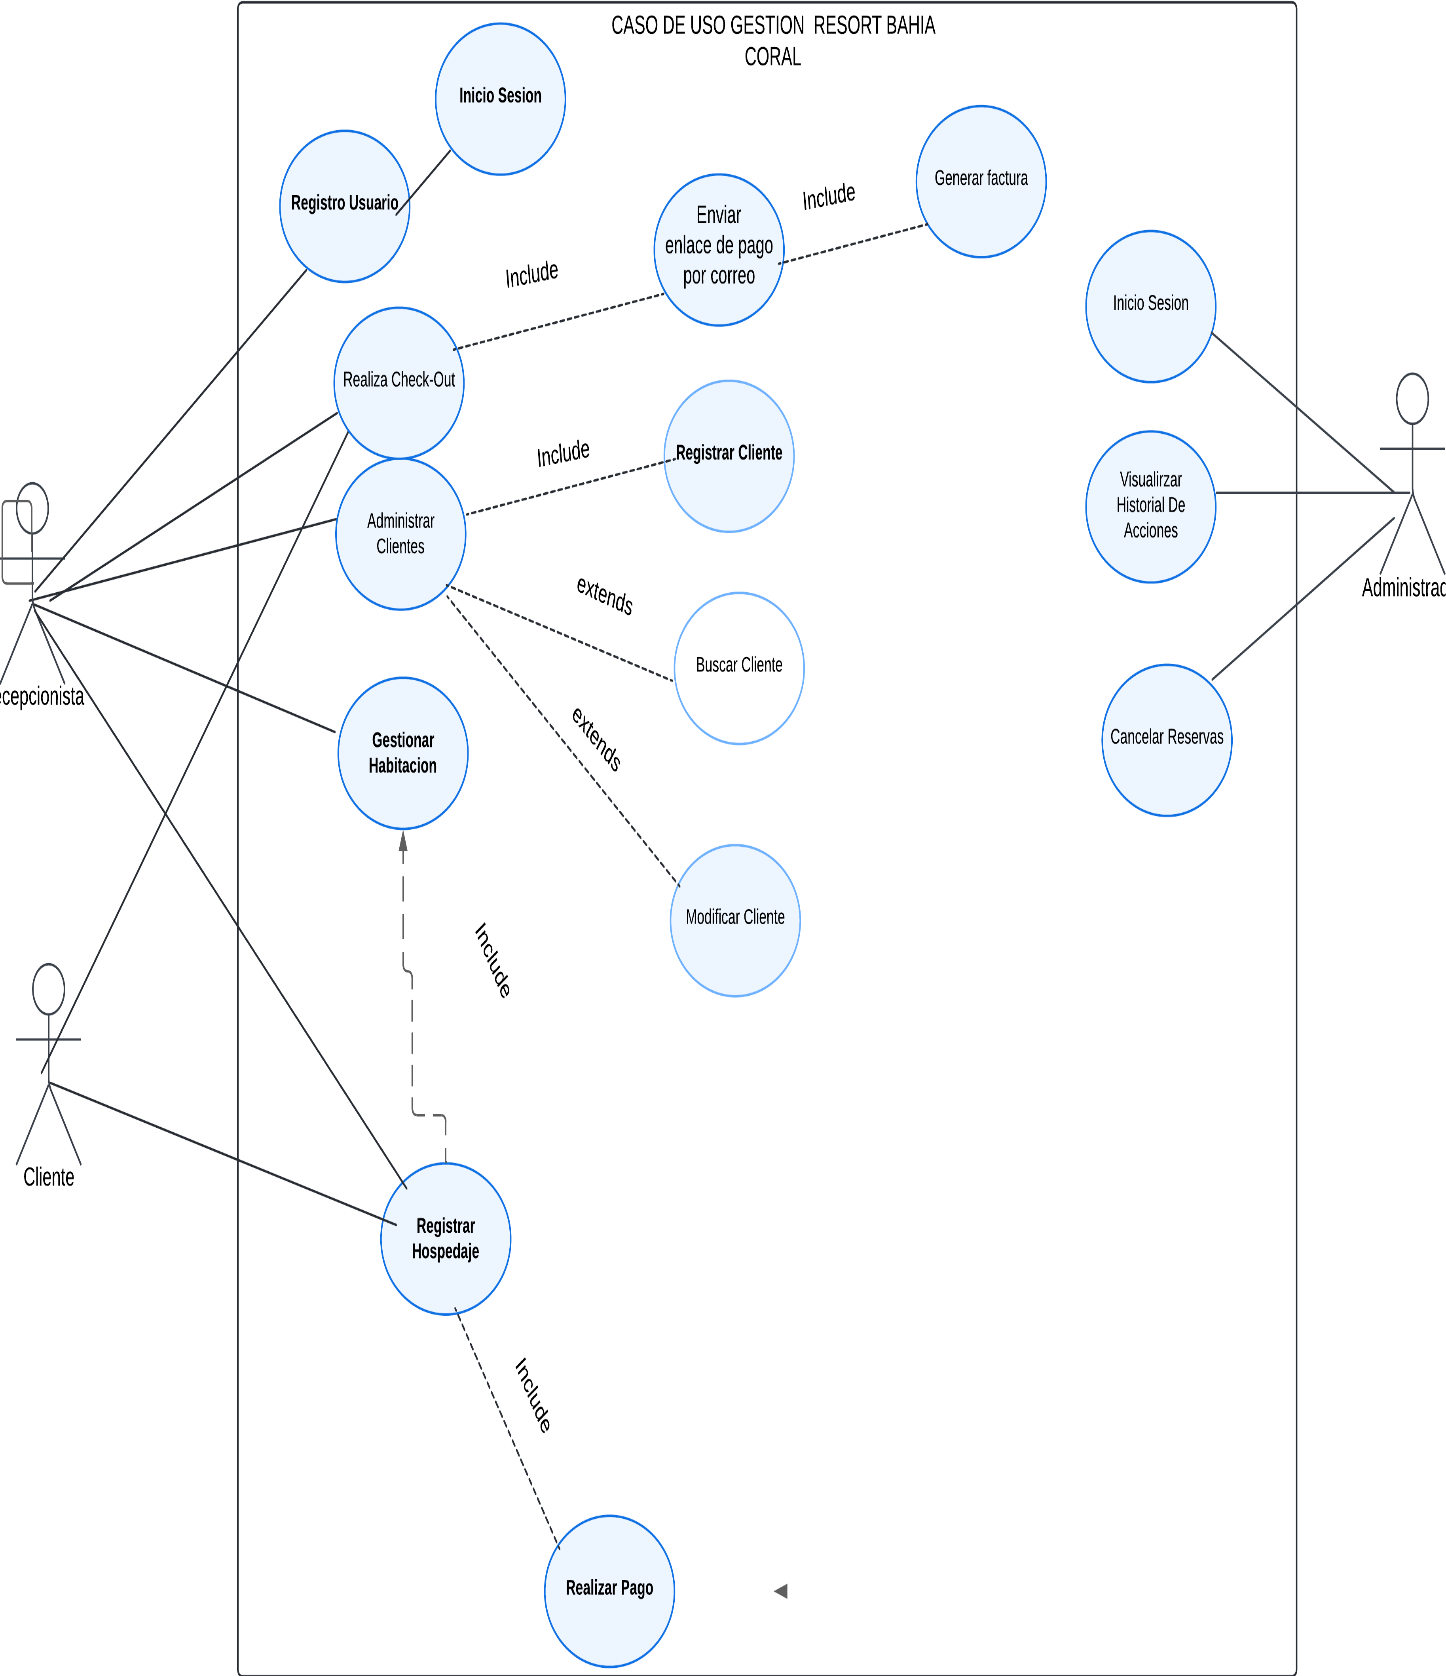 CASO DE USO GESTION RESORT BAHIA
CORAL
Inicio Sesion
Registro Usuario
Generar factura
Include
Enviar
enlace de pago
por correo
Include
Inicio Sesion
Realiza Check-Out
Include
Registrar Cliente
Administrar
Clientes
Visualirzar
Historial De
Acciones
extends
Administrad
ecepcionista
Buscar Cliente
extends
Gestionar
Habitacion
Cancelar Reservas
Modificar Cliente
Include
Cliente
Registrar
Hospedaje
Include
Realizar Pago